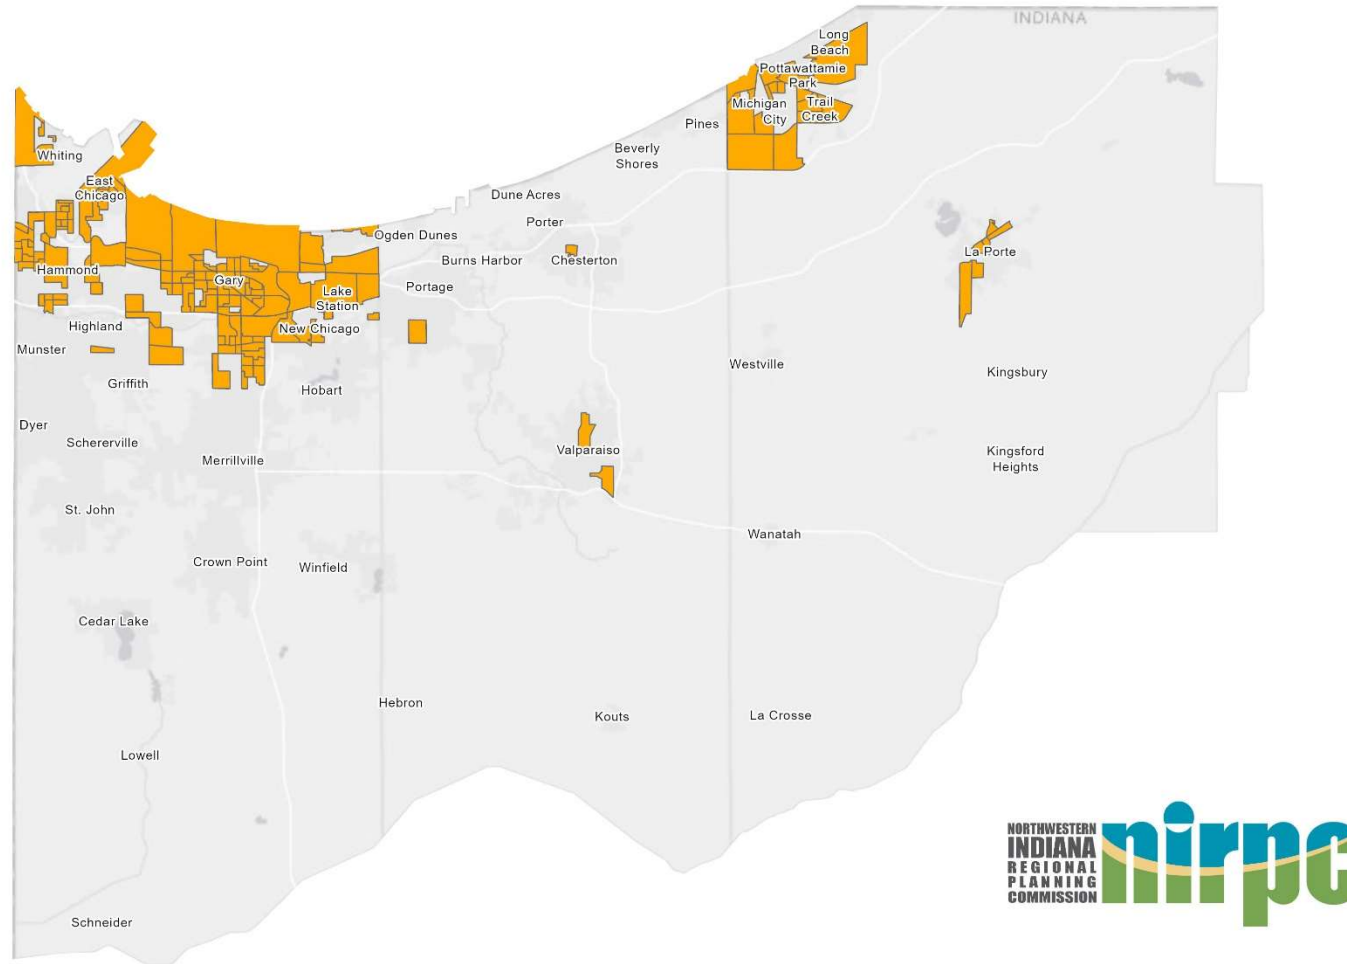 INDIANA
Long
Beach
Pottawattamie
Park
Michigan
City
Trail
Creek
Pines
Whiting
Beverly
Shores
East
Chicago
Dune Acres
Porter
Ogden Dunes
La Porte
Burns Harbor
Chesterton
Hammond
Gary
Portage
Lake
Station
Highland
New Chicago
Munster
Westville
Kingsbury
Griffith
Hobart
Dyer
Schererville
Valparaiso
Merrillville
Kingsford
Heights
St. John
Wanatah
Crown Point
Winfield
Cedar Lake
Hebron
Kouts
La Crosse
Lowell
Schneider
NORTHWESTERN
INDIANA
REGIONAL
PLANNING
COMMISSION
nirpc